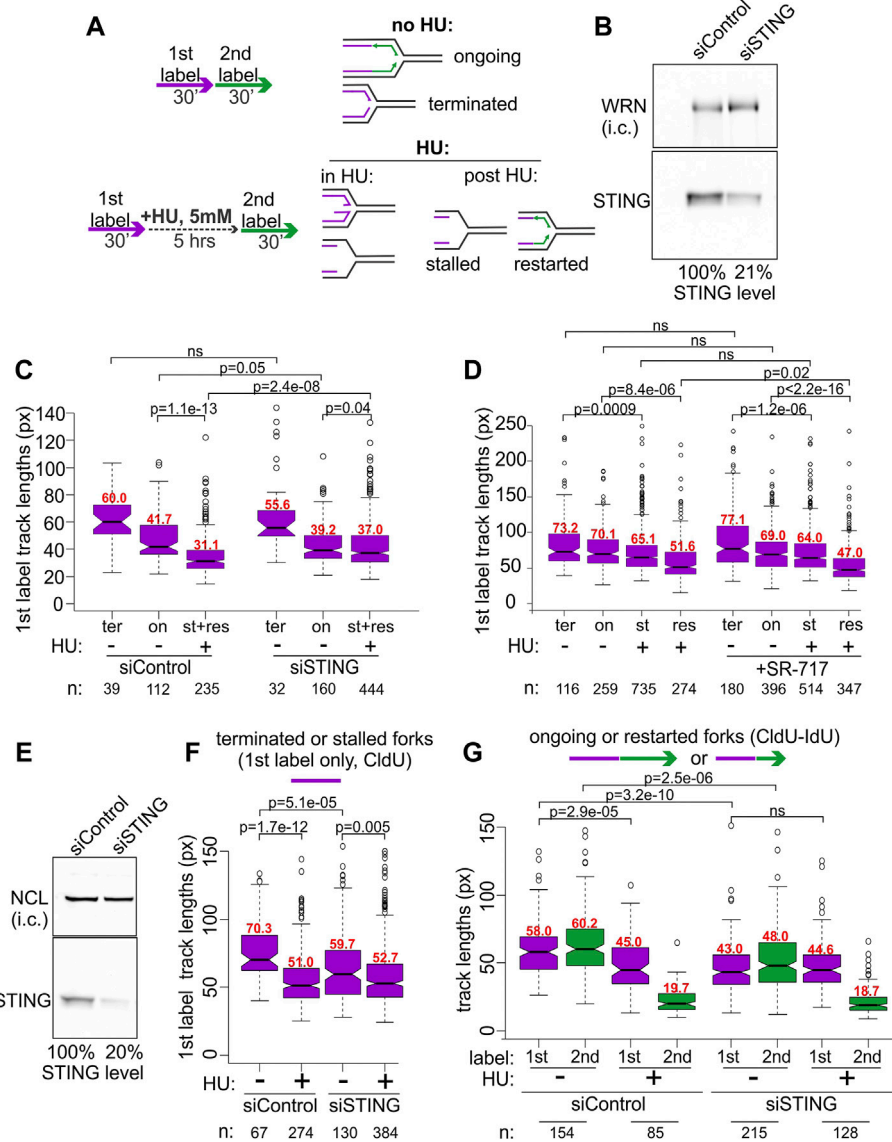 A
1st label
2nd label
30' 30'
no HU:
ongoing
terminated
HU:
in HU:
post HU:
1st label
+HU, 5mM
2nd label
30' 5 hrs 30'
stalled
restarted
B
siControl siSTING
WRN
(i.c.)
STING
100% 21%
STING level
C
ns
p=0.05
p=2.4e-08
p=1.1e-13 p=0.04
1st label track lengths (px)
140
120
100
80
60
40
20
0
60.0 41.7 31.1 55.6 39.2 37.0
ter on st+res ter on st+res
HU: - - + - - +
siControl siSTING
n: 39 112 235 32 160 444
D
ns
ns
ns
p=0.02
p=8.4e-06 p<2.2e-16
p=0.0009 p=1.2e-06
1st label track lengths (px)
250
200
150
100
50
0
73.2 70.1 65.1 51.6 77.1 69.0 64.0 47.0
ter on st res ter on st res
HU: - - + + - - + +
+SR-717
n: 116 259 735 274 180 396 514 347
E
siControl siSTING
NCL
(i.c.)
STING
100% 20%
STING level
F
terminated or stalled forks
(1st label only, CldU)
p=5.1e-05
p=1.7e-12 p=0.005
1st label track lengths (px)
150
100
50
0
70.3 51.0 59.7 52.7
HU: - + - +
siControl siSTING
n: 67 274 130 384
G
ongoing or restarted forks (CldU-IdU)
or
p=2.5e-06
p=3.2e-10
p=2.9e-05 ns
track lengths (px)
150
100
50
0
58.0 60.2 45.0 19.7 43.0 48.0 44.6 18.7
label: 1st 2nd 1st 2nd 1st 2nd 1st 2nd
HU: - + - +
siControl siSTING
n: 154 85 215 128